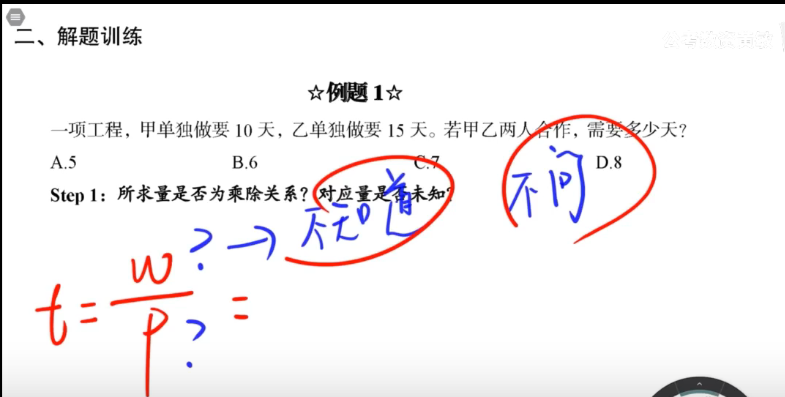 二、解题训练
☆例题 1☆
一项工程，甲单独做要 10 天，乙单独做要 15 天。若甲乙两人合作，需要多少天？
A.5 B.6 C.7 D.8
不问
Step 1：所求量是否为乘除关系？对应量是否未知？
? → 不知道
t = W / P ? =